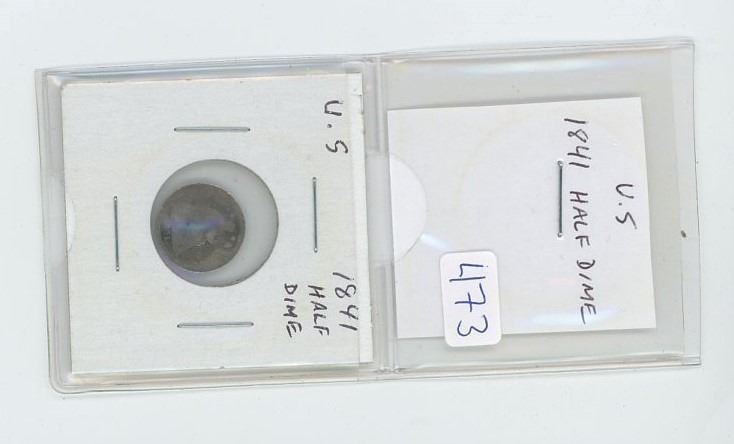 U.S
1841
HALF
DIME
U.S
1841 HALF DIME
473